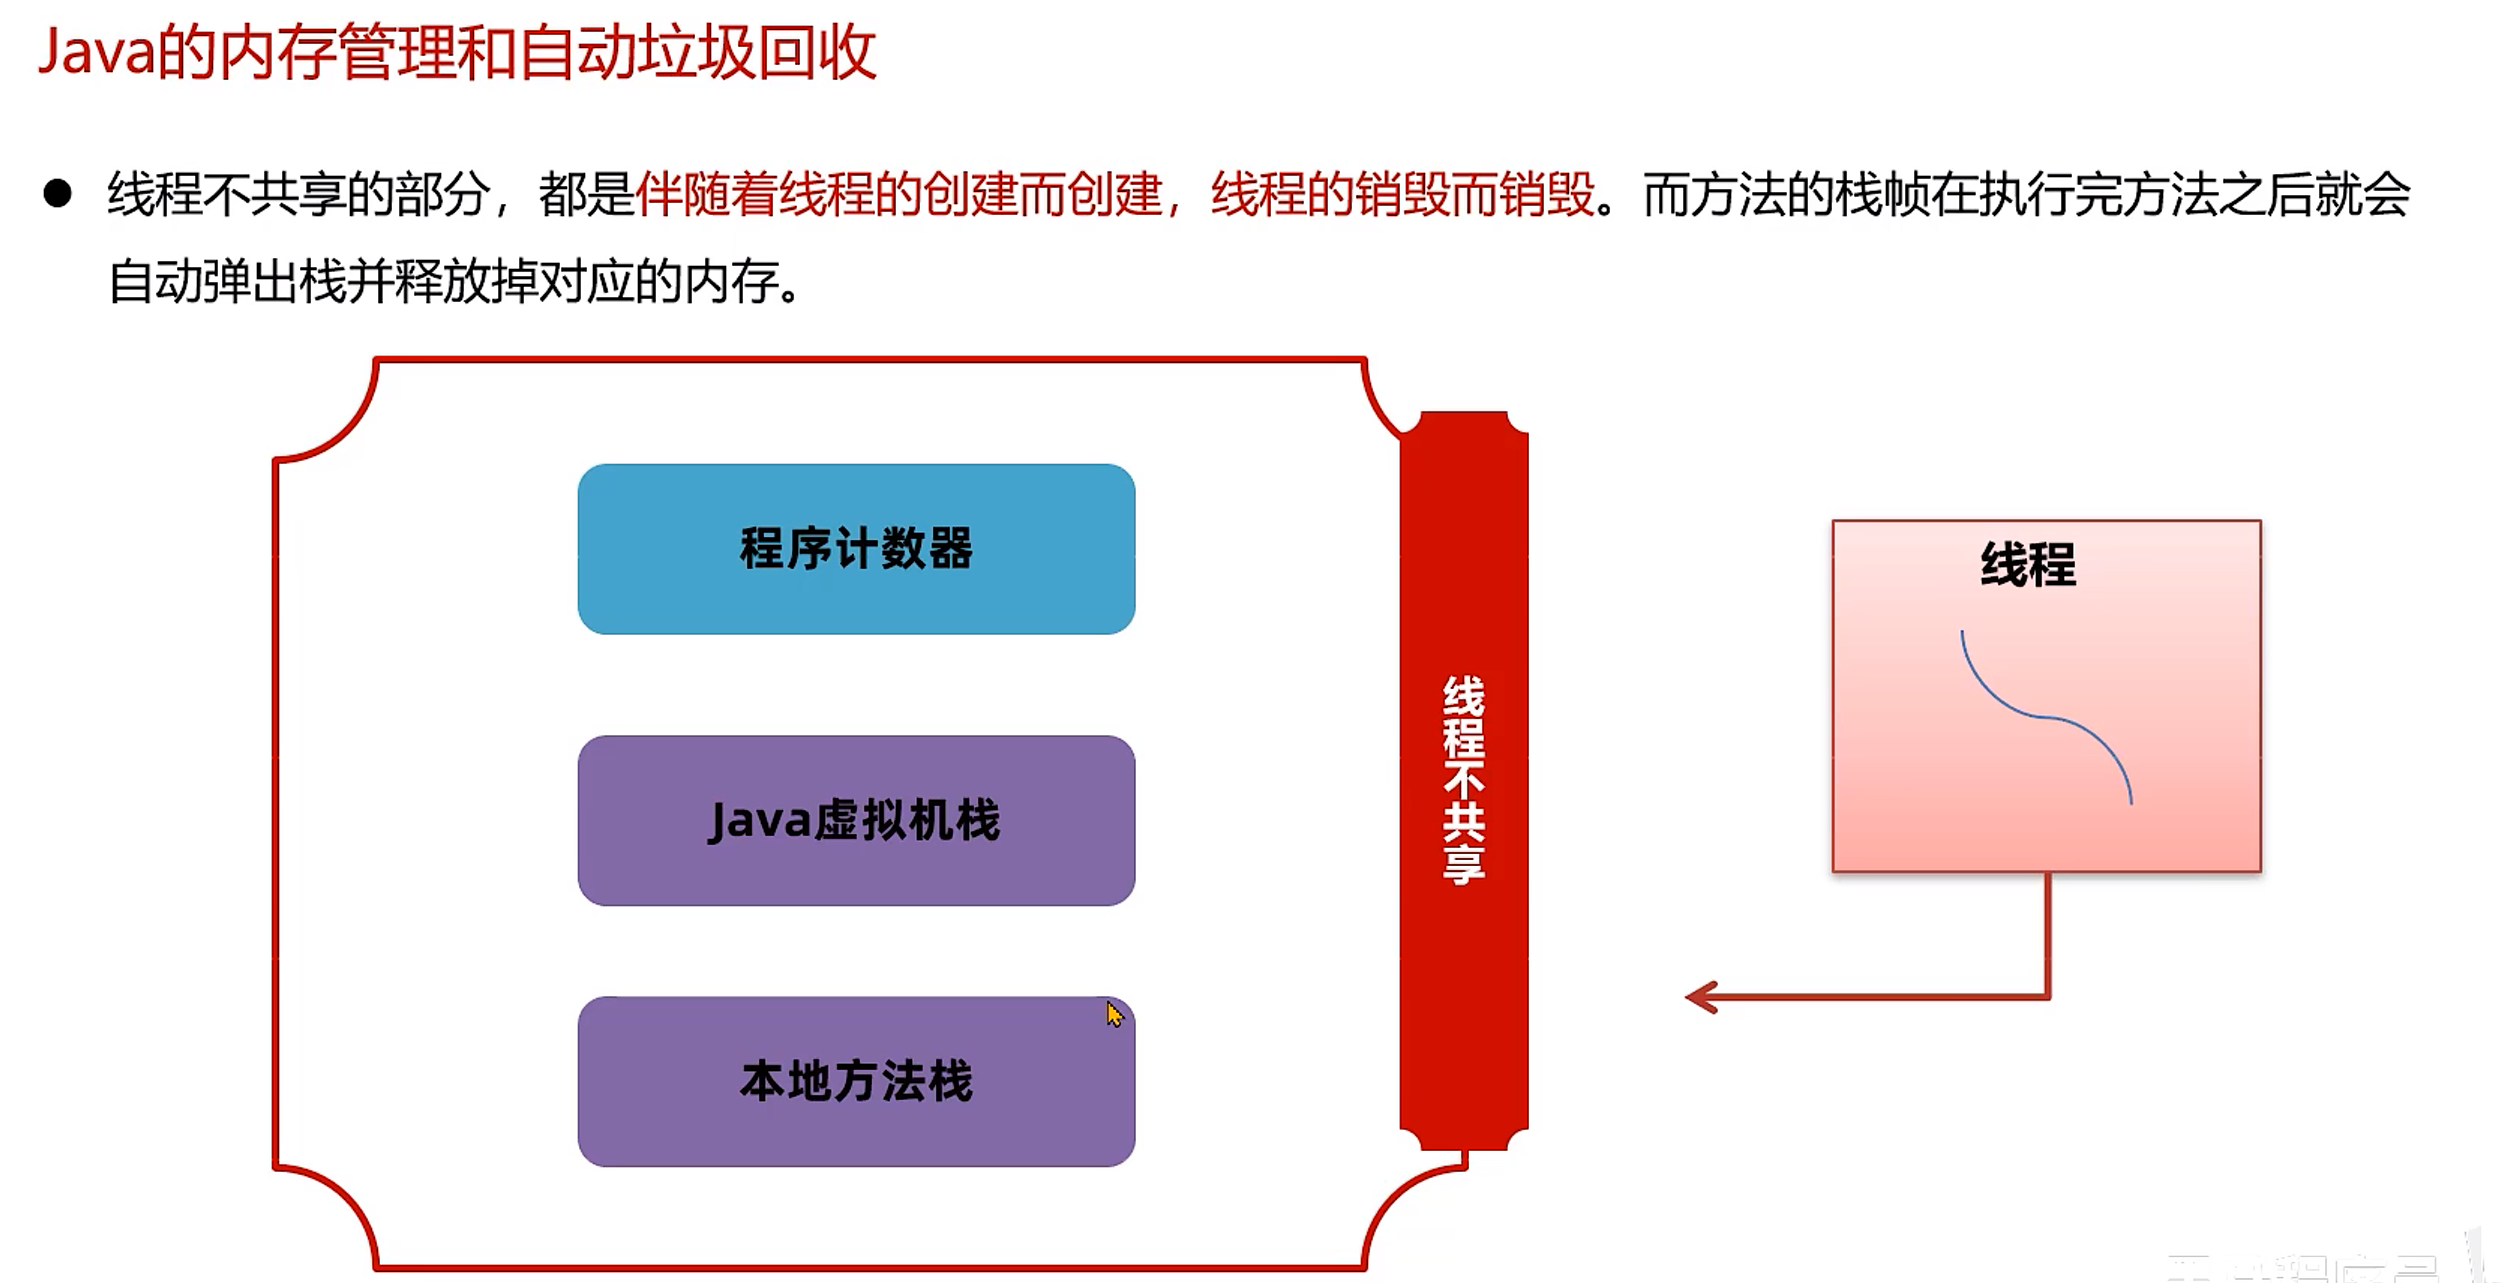 Java的内存管理和自动垃圾回收
● 线程不共享的部分，都是伴随着线程的创建而创建，线程的销毁而销毁。而方法的栈帧在执行完方法之后就会
自动弹出栈并释放掉对应的内存。
程序计数器
Java虚拟机栈
本地方法栈
线程不共享
线程